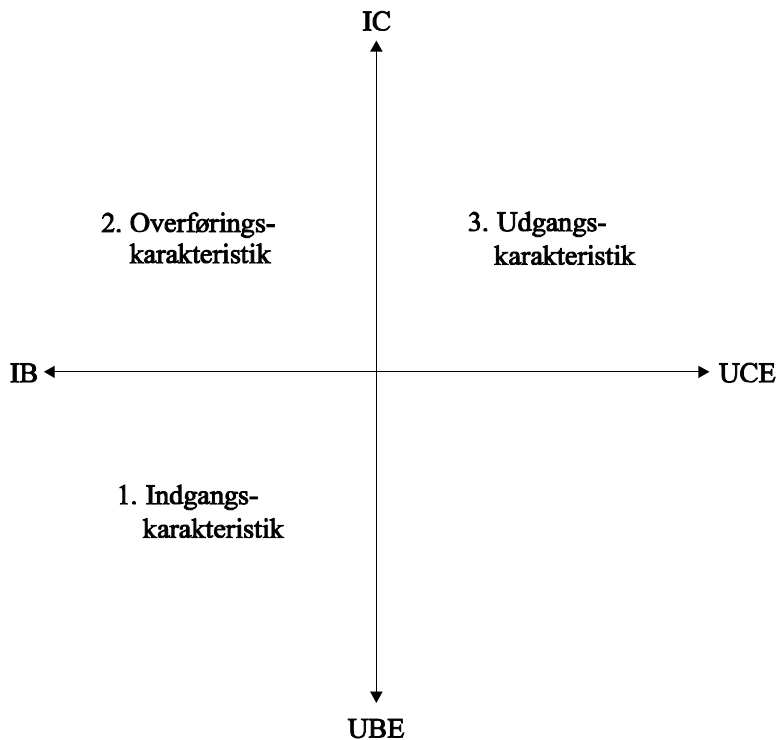 IC
2. Overførings-
karakteristik
3. Udgangs-
karakteristik
IB
UCE
1. Indgangs-
karakteristik
UBE